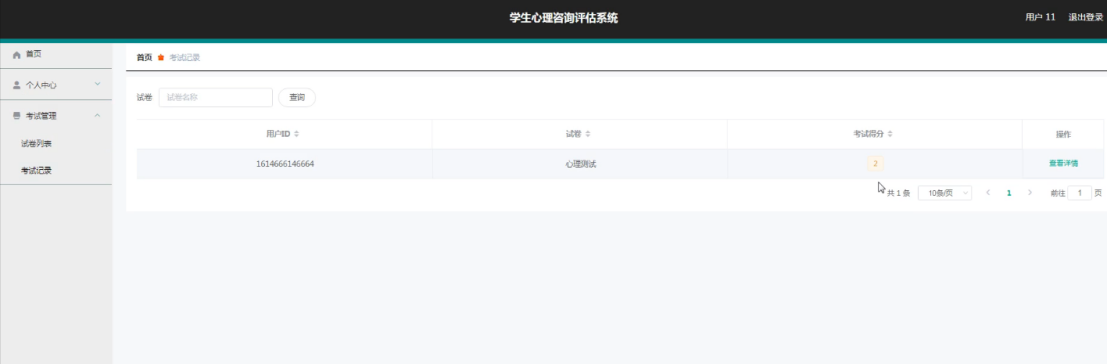 学生心理咨询评估系统
用户 11 退出登录
首页
个人中心
考试管理
试卷列表
考试记录
首页 考试记录
试卷 试卷名称 查询
用户ID 试卷 考试得分 操作
1614666146664 心理测试 2 查看详情
共 1 条 10条/页 1 前往 1 页